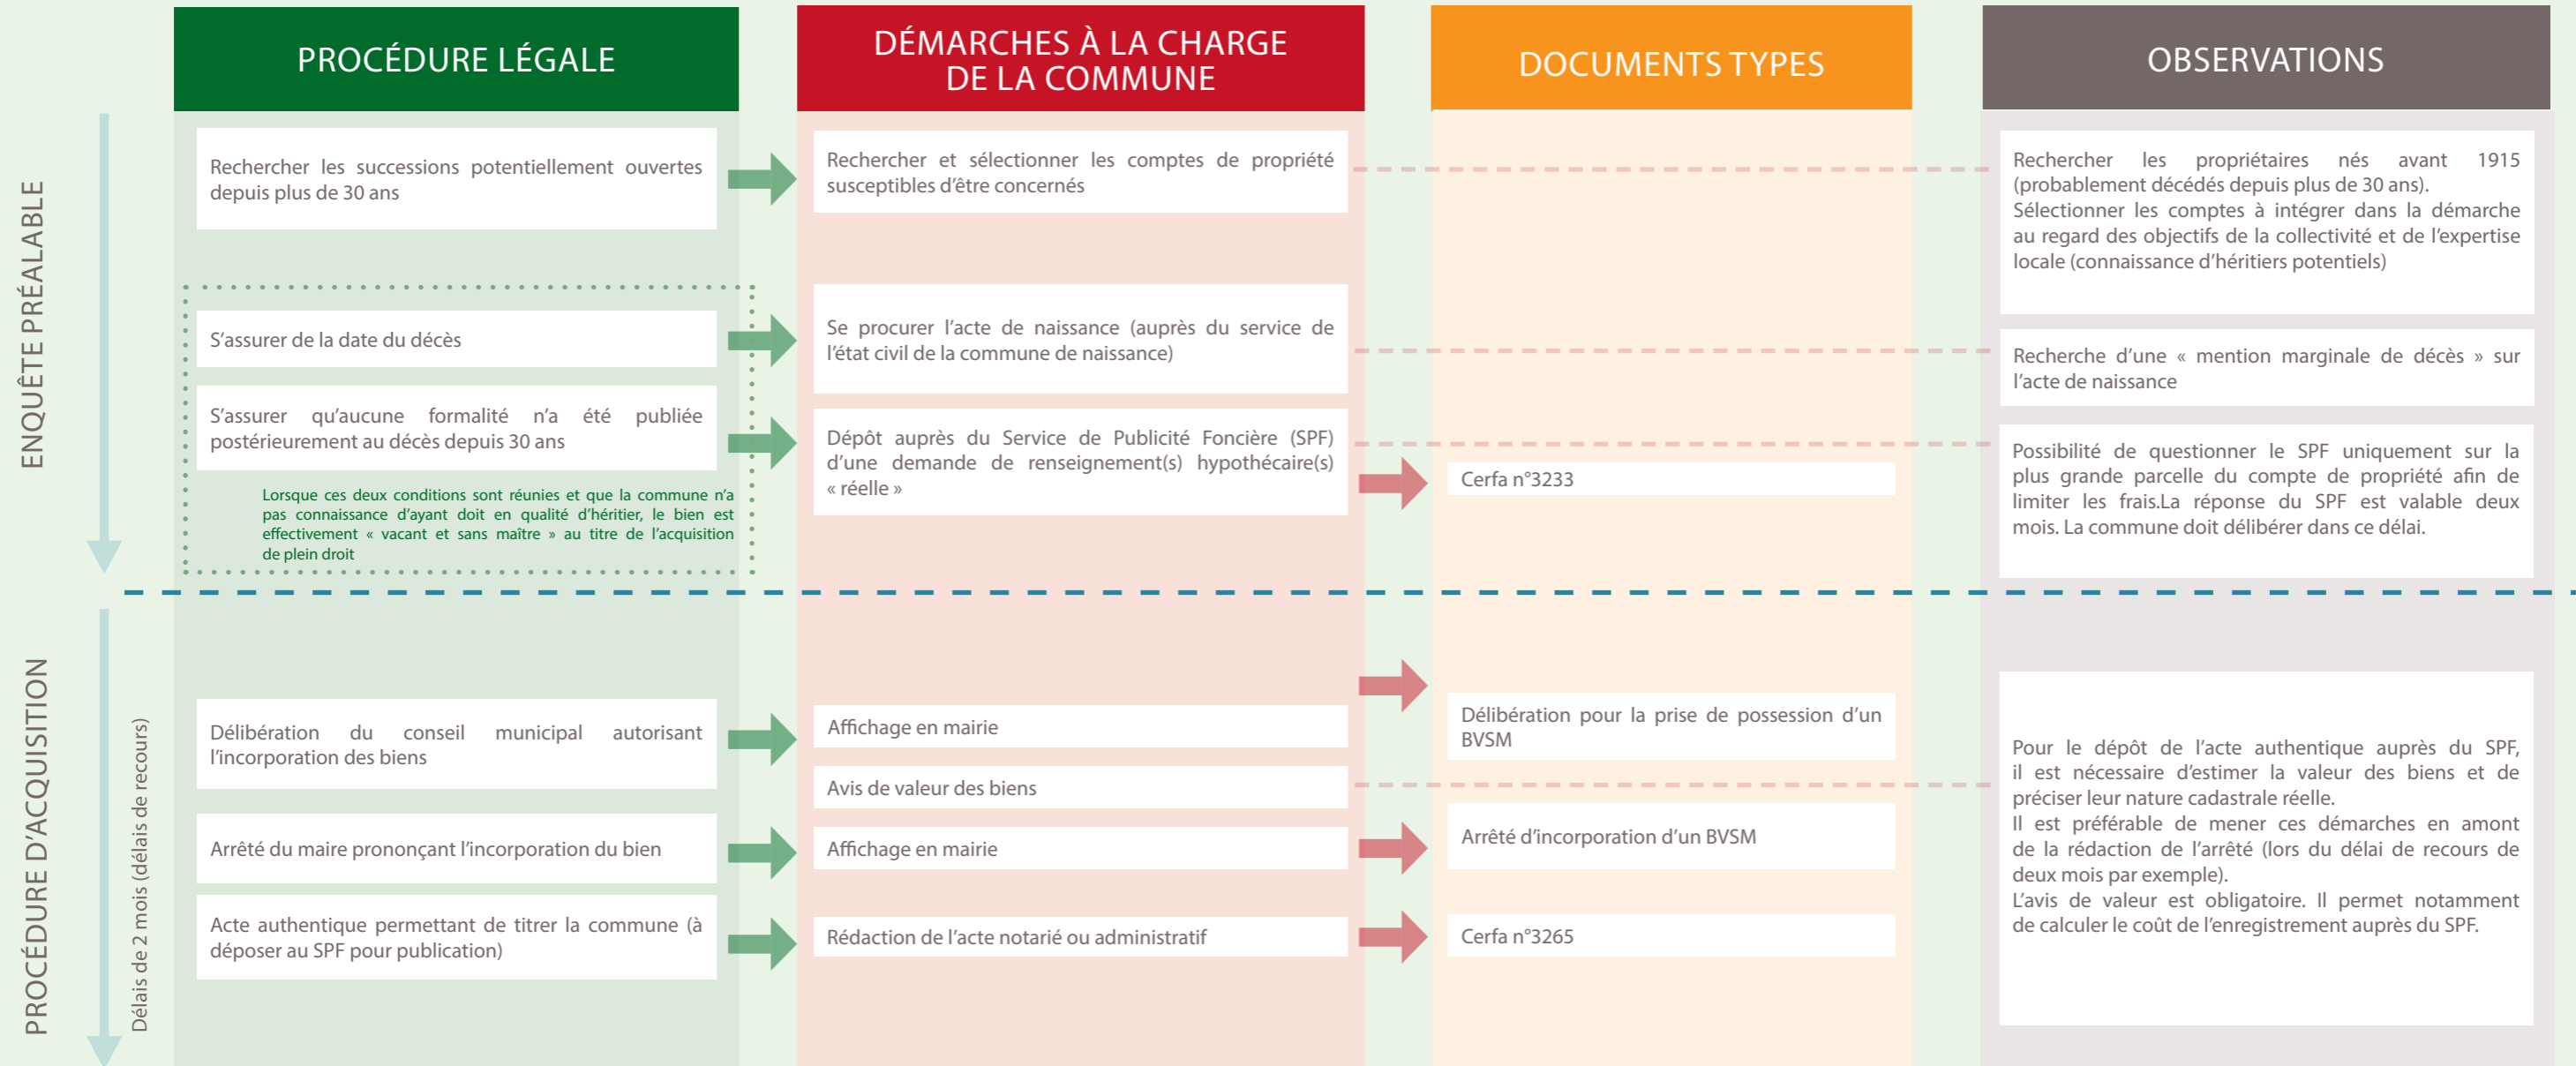 PROCÉDURE LÉGALE
DÉMARCHES À LA CHARGE
DE LA COMMUNE
DOCUMENTS TYPES
OBSERVATIONS
ENQUÊTE PRÉALABLE
Rechercher les successions potentiellement ouvertes
depuis plus de 30 ans
Rechercher et sélectionner les comptes de propriété
susceptibles d'être concernés
Rechercher les propriétaires nés avant 1915
(probablement décédés depuis plus de 30 ans).
Sélectionner les comptes à intégrer dans la démarche
au regard des objectifs de la collectivité et de l'expertise
locale (connaissance d'héritiers potentiels)
S'assurer de la date du décès
Se procurer l'acte de naissance (auprès du service de
l'état civil de la commune de naissance)
Recherche d'une « mention marginale de décès » sur
l'acte de naissance
S'assurer qu'aucune formalité n'a été publiée
postérieurement au décès depuis 30 ans
Dépôt auprès du Service de Publicité Foncière (SPF)
d'une demande de renseignement(s) hypothécaire(s)
« réelle »
Cerfa n°3233
Possibilité de questionner le SPF uniquement sur la
plus grande parcelle du compte de propriété afin de
limiter les frais.La réponse du SPF est valable deux
mois. La commune doit délibérer dans ce délai.
Lorsque ces deux conditions sont réunies et que la commune n'a
pas connaissance d'ayant doit en qualité d'héritier, le bien est
effectivement « vacant et sans maître » au titre de l'acquisition
de plein droit
PROCÉDURE D'ACQUISITION
Délais de 2 mois (délais de recours)
Délibération du conseil municipal autorisant
l'incorporation des biens
Affichage en mairie
Délibération pour la prise de possession d'un
BVSM
Avis de valeur des biens
Arrêté du maire prononçant l'incorporation du bien
Affichage en mairie
Arrêté d'incorporation d'un BVSM
Acte authentique permettant de titrer la commune (à
déposer au SPF pour publication)
Rédaction de l'acte notarié ou administratif
Cerfa n°3265
Pour le dépôt de l'acte authentique auprès du SPF,
il est nécessaire d'estimer la valeur des biens et de
préciser leur nature cadastrale réelle.
Il est préférable de mener ces démarches en amont
de la rédaction de l'arrêté (lors du délai de recours de
deux mois par exemple).
L'avis de valeur est obligatoire. Il permet notamment
de calculer le coût de l'enregistrement auprès du SPF.